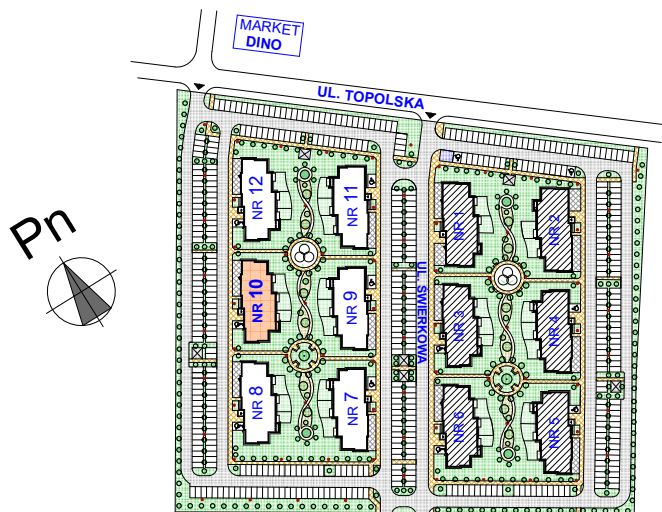 MARKET
DINO
UL. TOPOLSKA
Pn
NR 12
NR 11
NR 1
NR 2
NR 10
NR 9
UL. ŚWIERKOWA
NR 3
NR 4
NR 8
NR 7
NR 6
NR 5